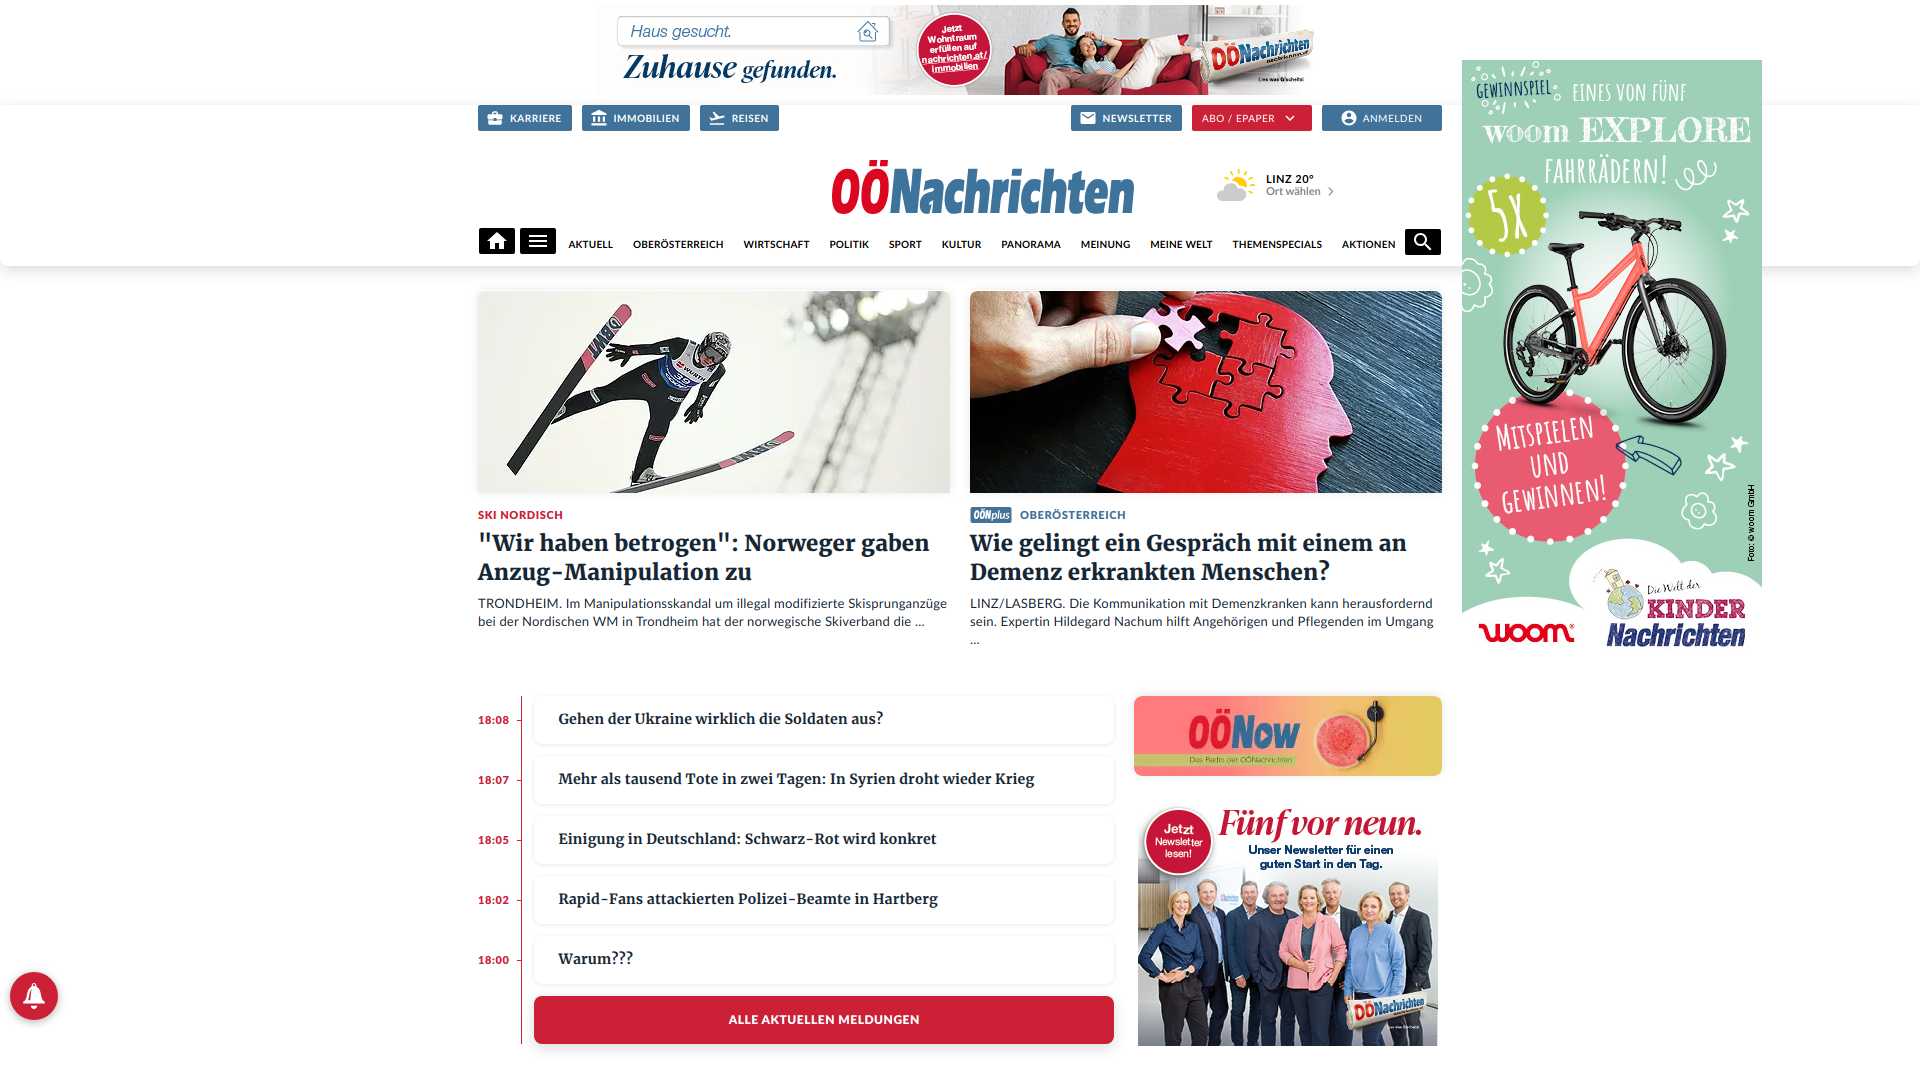 Haus gesucht.
Zuhause gefunden.
Jetzt
Wohntraum
erfüllen auf
nachrichten.at/
immobilien
OÖNachrichten
Lies was G'scheits!
KARRIERE
IMMOBILIEN
REISEN
NEWSLETTER
ABO / EPAPER
ANMELDEN
OÖNachrichten
LINZ 20°
Ort wählen
AKTUELL
OBERÖSTERREICH
WIRTSCHAFT
POLITIK
SPORT
KULTUR
PANORAMA
MEINUNG
MEINE WELT
THEMENSPECIALS
AKTIONEN
GEWINNSPIEL
EINES VON FÜNF
woom EXPLORE
FAHRRÄDERN!
5X
MITSPIELEN
UND
GEWINNEN!
Foto: © woom GmbH
woom
Die Welt der
KINDER
Nachrichten
WÜRTH
39
SKI NORDISCH
"Wir haben betrogen": Norweger gaben
Anzug-Manipulation zu
TRONDHEIM. Im Manipulationsskandal um illegal modifizierte Skisprunganzüge
bei der Nordischen WM in Trondheim hat der norwegische Skiverband die ...
OÖNplus OBERÖSTERREICH
Wie gelingt ein Gespräch mit einem an
Demenz erkrankten Menschen?
LINZ/LASBERG. Die Kommunikation mit Demenzkranken kann herausfordernd
sein. Expertin Hildegard Nachum hilft Angehörigen und Pflegenden im Umgang
...
18:08 Gehen der Ukraine wirklich die Soldaten aus?
18:07 Mehr als tausend Tote in zwei Tagen: In Syrien droht wieder Krieg
18:05 Einigung in Deutschland: Schwarz-Rot wird konkret
18:02 Rapid-Fans attackierten Polizei-Beamte in Hartberg
18:00 Warum???
ALLE AKTUELLEN MELDUNGEN
OÖNow
Das Radio der OÖNachrichten
Jetzt
Newsletter
lesen!
Fünf vor neun.
Unser Newsletter für einen
guten Start in den Tag.
OÖNachrichten